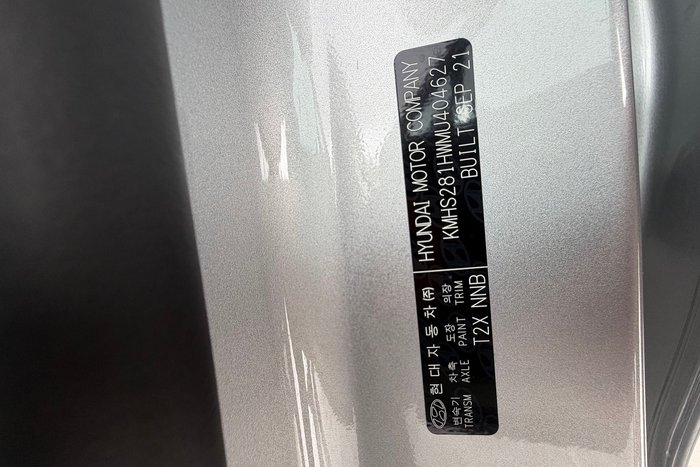 현대자동차(주) HYUNDAI MOTOR COMPANY
변속기 차축 도장 의장 KMHS281HWMU404627
TRANSM AXLE PAINT TRIM BUILT SEP 21
T2X NNB